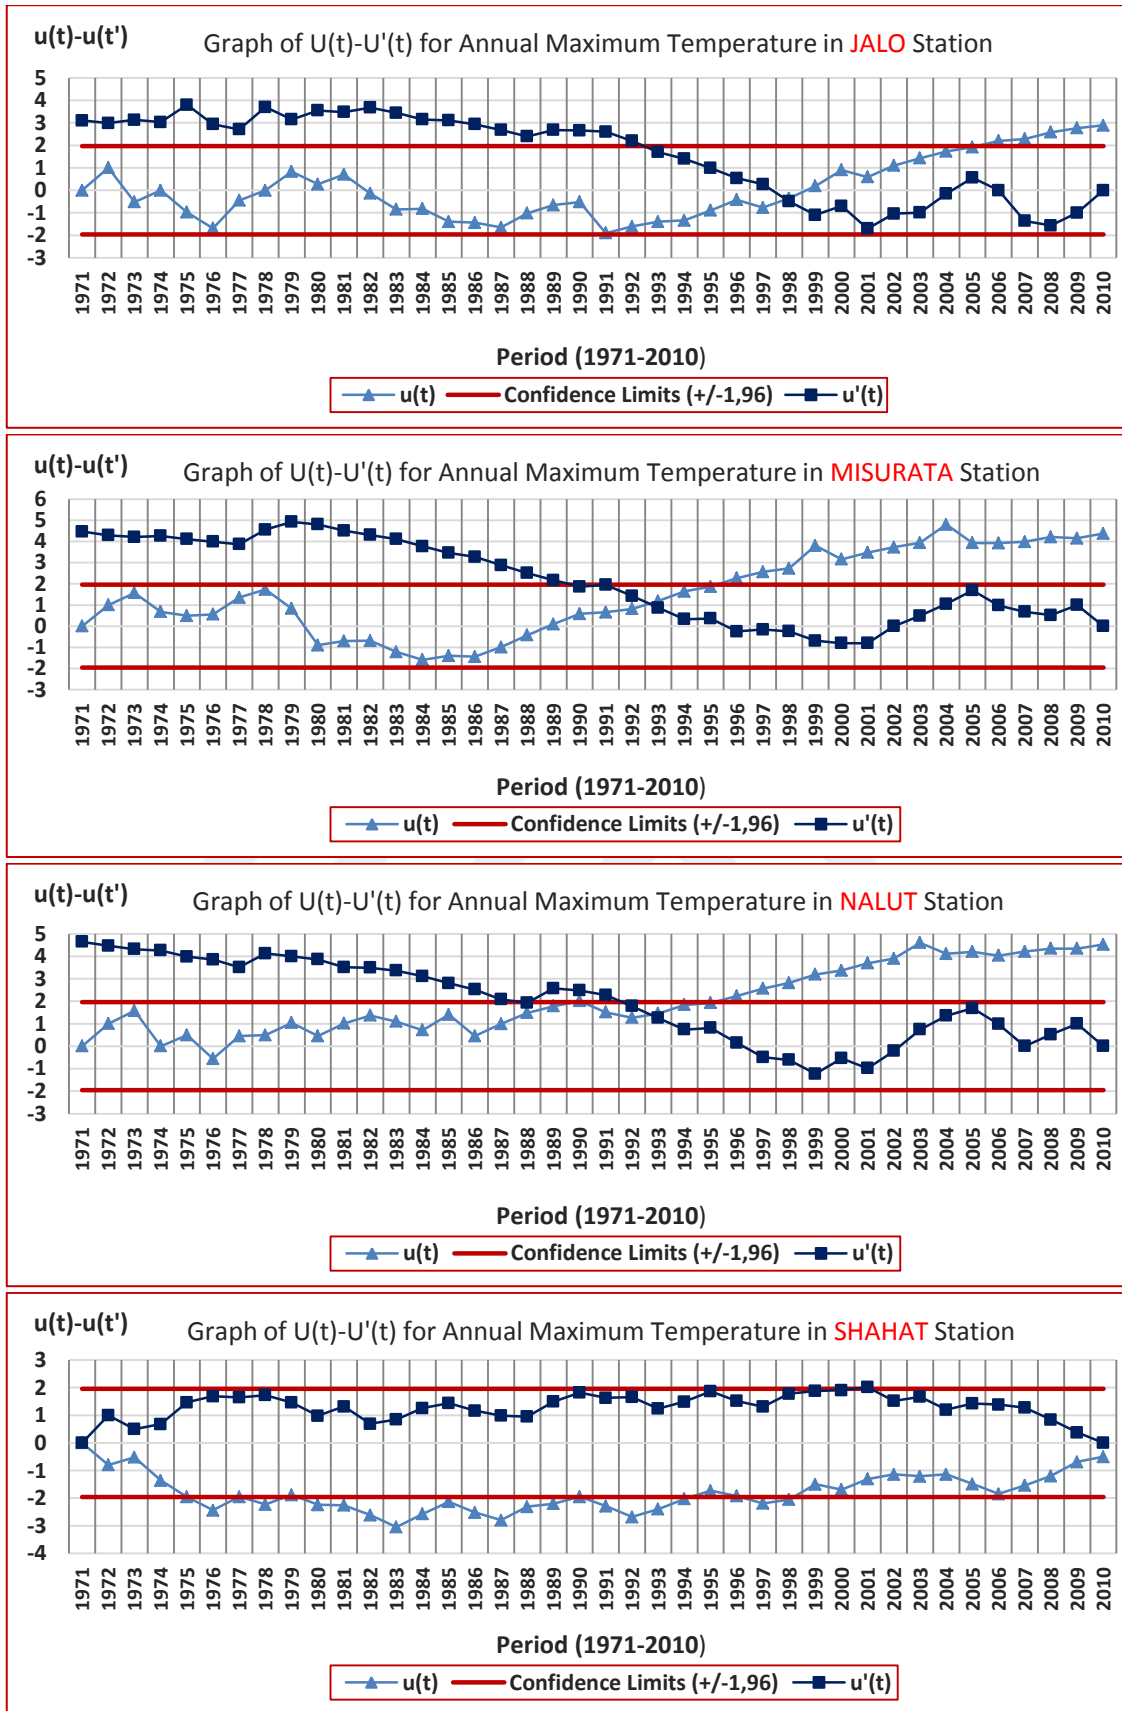 u(t)-u(t')
Graph of U(t)-U'(t) for Annual Maximum Temperature in JALO Station
5
4
3
2
1
0
-1
-2
-3
1971 1972 1973 1974 1975 1976 1977 1978 1979 1980 1981 1982 1983 1984 1985 1986 1987 1988 1989 1990 1991 1992 1993 1994 1995 1996 1997 1998 1999 2000 2001 2002 2003 2004 2005 2006 2007 2008 2009 2010
Period (1971-2010)
u(t) Confidence Limits (+/-1,96) u'(t)
u(t)-u(t')
Graph of U(t)-U'(t) for Annual Maximum Temperature in MISURATA Station
6
5
4
3
2
1
0
-1
-2
-3
1971 1972 1973 1974 1975 1976 1977 1978 1979 1980 1981 1982 1983 1984 1985 1986 1987 1988 1989 1990 1991 1992 1993 1994 1995 1996 1997 1998 1999 2000 2001 2002 2003 2004 2005 2006 2007 2008 2009 2010
Period (1971-2010)
u(t) Confidence Limits (+/-1,96) u'(t)
u(t)-u(t')
Graph of U(t)-U'(t) for Annual Maximum Temperature in NALUT Station
5
4
3
2
1
0
-1
-2
-3
1971 1972 1973 1974 1975 1976 1977 1978 1979 1980 1981 1982 1983 1984 1985 1986 1987 1988 1989 1990 1991 1992 1993 1994 1995 1996 1997 1998 1999 2000 2001 2002 2003 2004 2005 2006 2007 2008 2009 2010
Period (1971-2010)
u(t) Confidence Limits (+/-1,96) u'(t)
u(t)-u(t')
Graph of U(t)-U'(t) for Annual Maximum Temperature in SHAHAT Station
3
2
1
0
-1
-2
-3
-4
1971 1972 1973 1974 1975 1976 1977 1978 1979 1980 1981 1982 1983 1984 1985 1986 1987 1988 1989 1990 1991 1992 1993 1994 1995 1996 1997 1998 1999 2000 2001 2002 2003 2004 2005 2006 2007 2008 2009 2010
Period (1971-2010)
u(t) Confidence Limits (+/-1,96) u'(t)